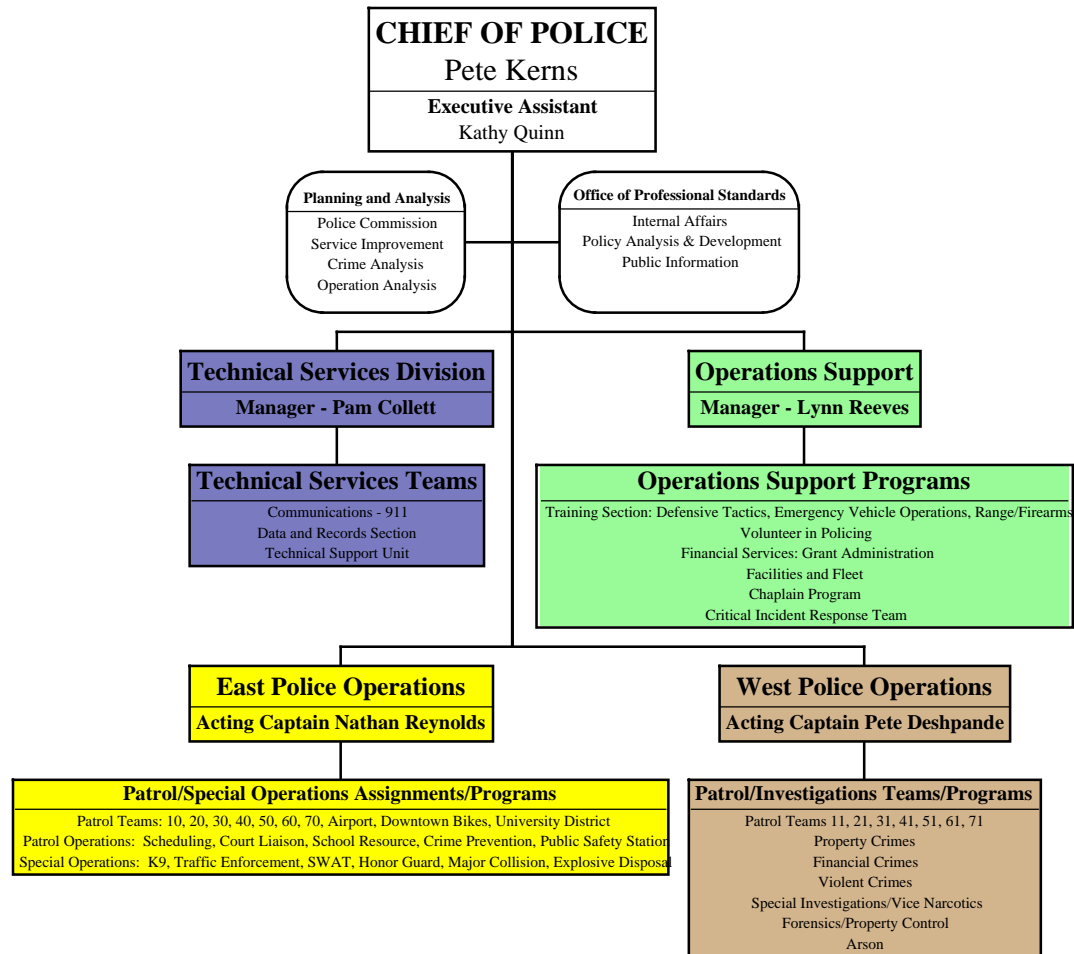 CHIEF OF POLICE
Pete Kerns
Executive Assistant
Kathy Quinn
Planning and Analysis
Police Commission
Service Improvement
Crime Analysis
Operation Analysis
Office of Professional Standards
Internal Affairs
Policy Analysis & Development
Public Information
Technical Services Division
Manager - Pam Collett
Technical Services Teams
Communications - 911
Data and Records Section
Technical Support Unit
Operations Support
Manager - Lynn Reeves
Operations Support Programs
Training Section: Defensive Tactics, Emergency Vehicle Operations, Range/Firearms
Volunteer in Policing
Financial Services: Grant Administration
Facilities and Fleet
Chaplain Program
Critical Incident Response Team
East Police Operations
Acting Captain Nathan Reynolds
Patrol/Special Operations Assignments/Programs
Patrol Teams: 10, 20, 30, 40, 50, 60, 70, Airport, Downtown Bikes, University District
Patrol Operations: Scheduling, Court Liaison, School Resource, Crime Prevention, Public Safety Station
Special Operations: K9, Traffic Enforcement, SWAT, Honor Guard, Major Collision, Explosive Disposal
West Police Operations
Acting Captain Pete Deshpande
Patrol/Investigations Teams/Programs
Patrol Teams 11, 21, 31, 41, 51, 61, 71
Property Crimes
Financial Crimes
Violent Crimes
Special Investigations/Vice Narcotics
Forensics/Property Control
Arson